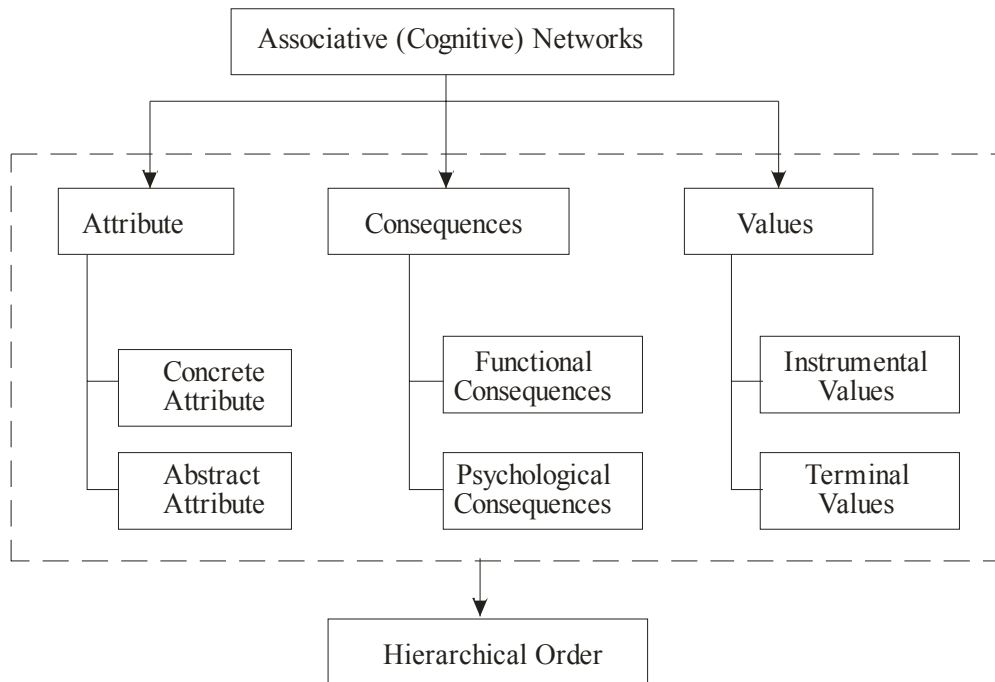 Associative (Cognitive) Networks
Attribute
Consequences
Values
Concrete
Attribute
Functional
Consequences
Instrumental
Values
Abstract
Attribute
Psychological
Consequences
Terminal
Values
Hierarchical Order